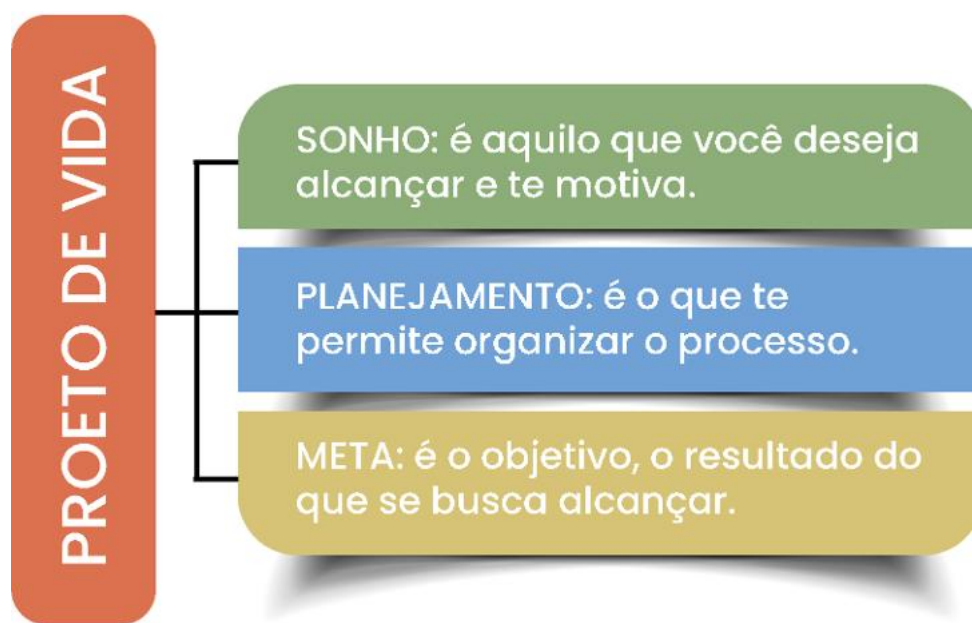 PROETO DE VIDA
SONHO: é aquilo que você deseja
alcançar e te motiva.
PLANEJAMENTO: é o que te
permite organizar o processo.
META: é o objetivo, o resultado do
que se busca alcançar.